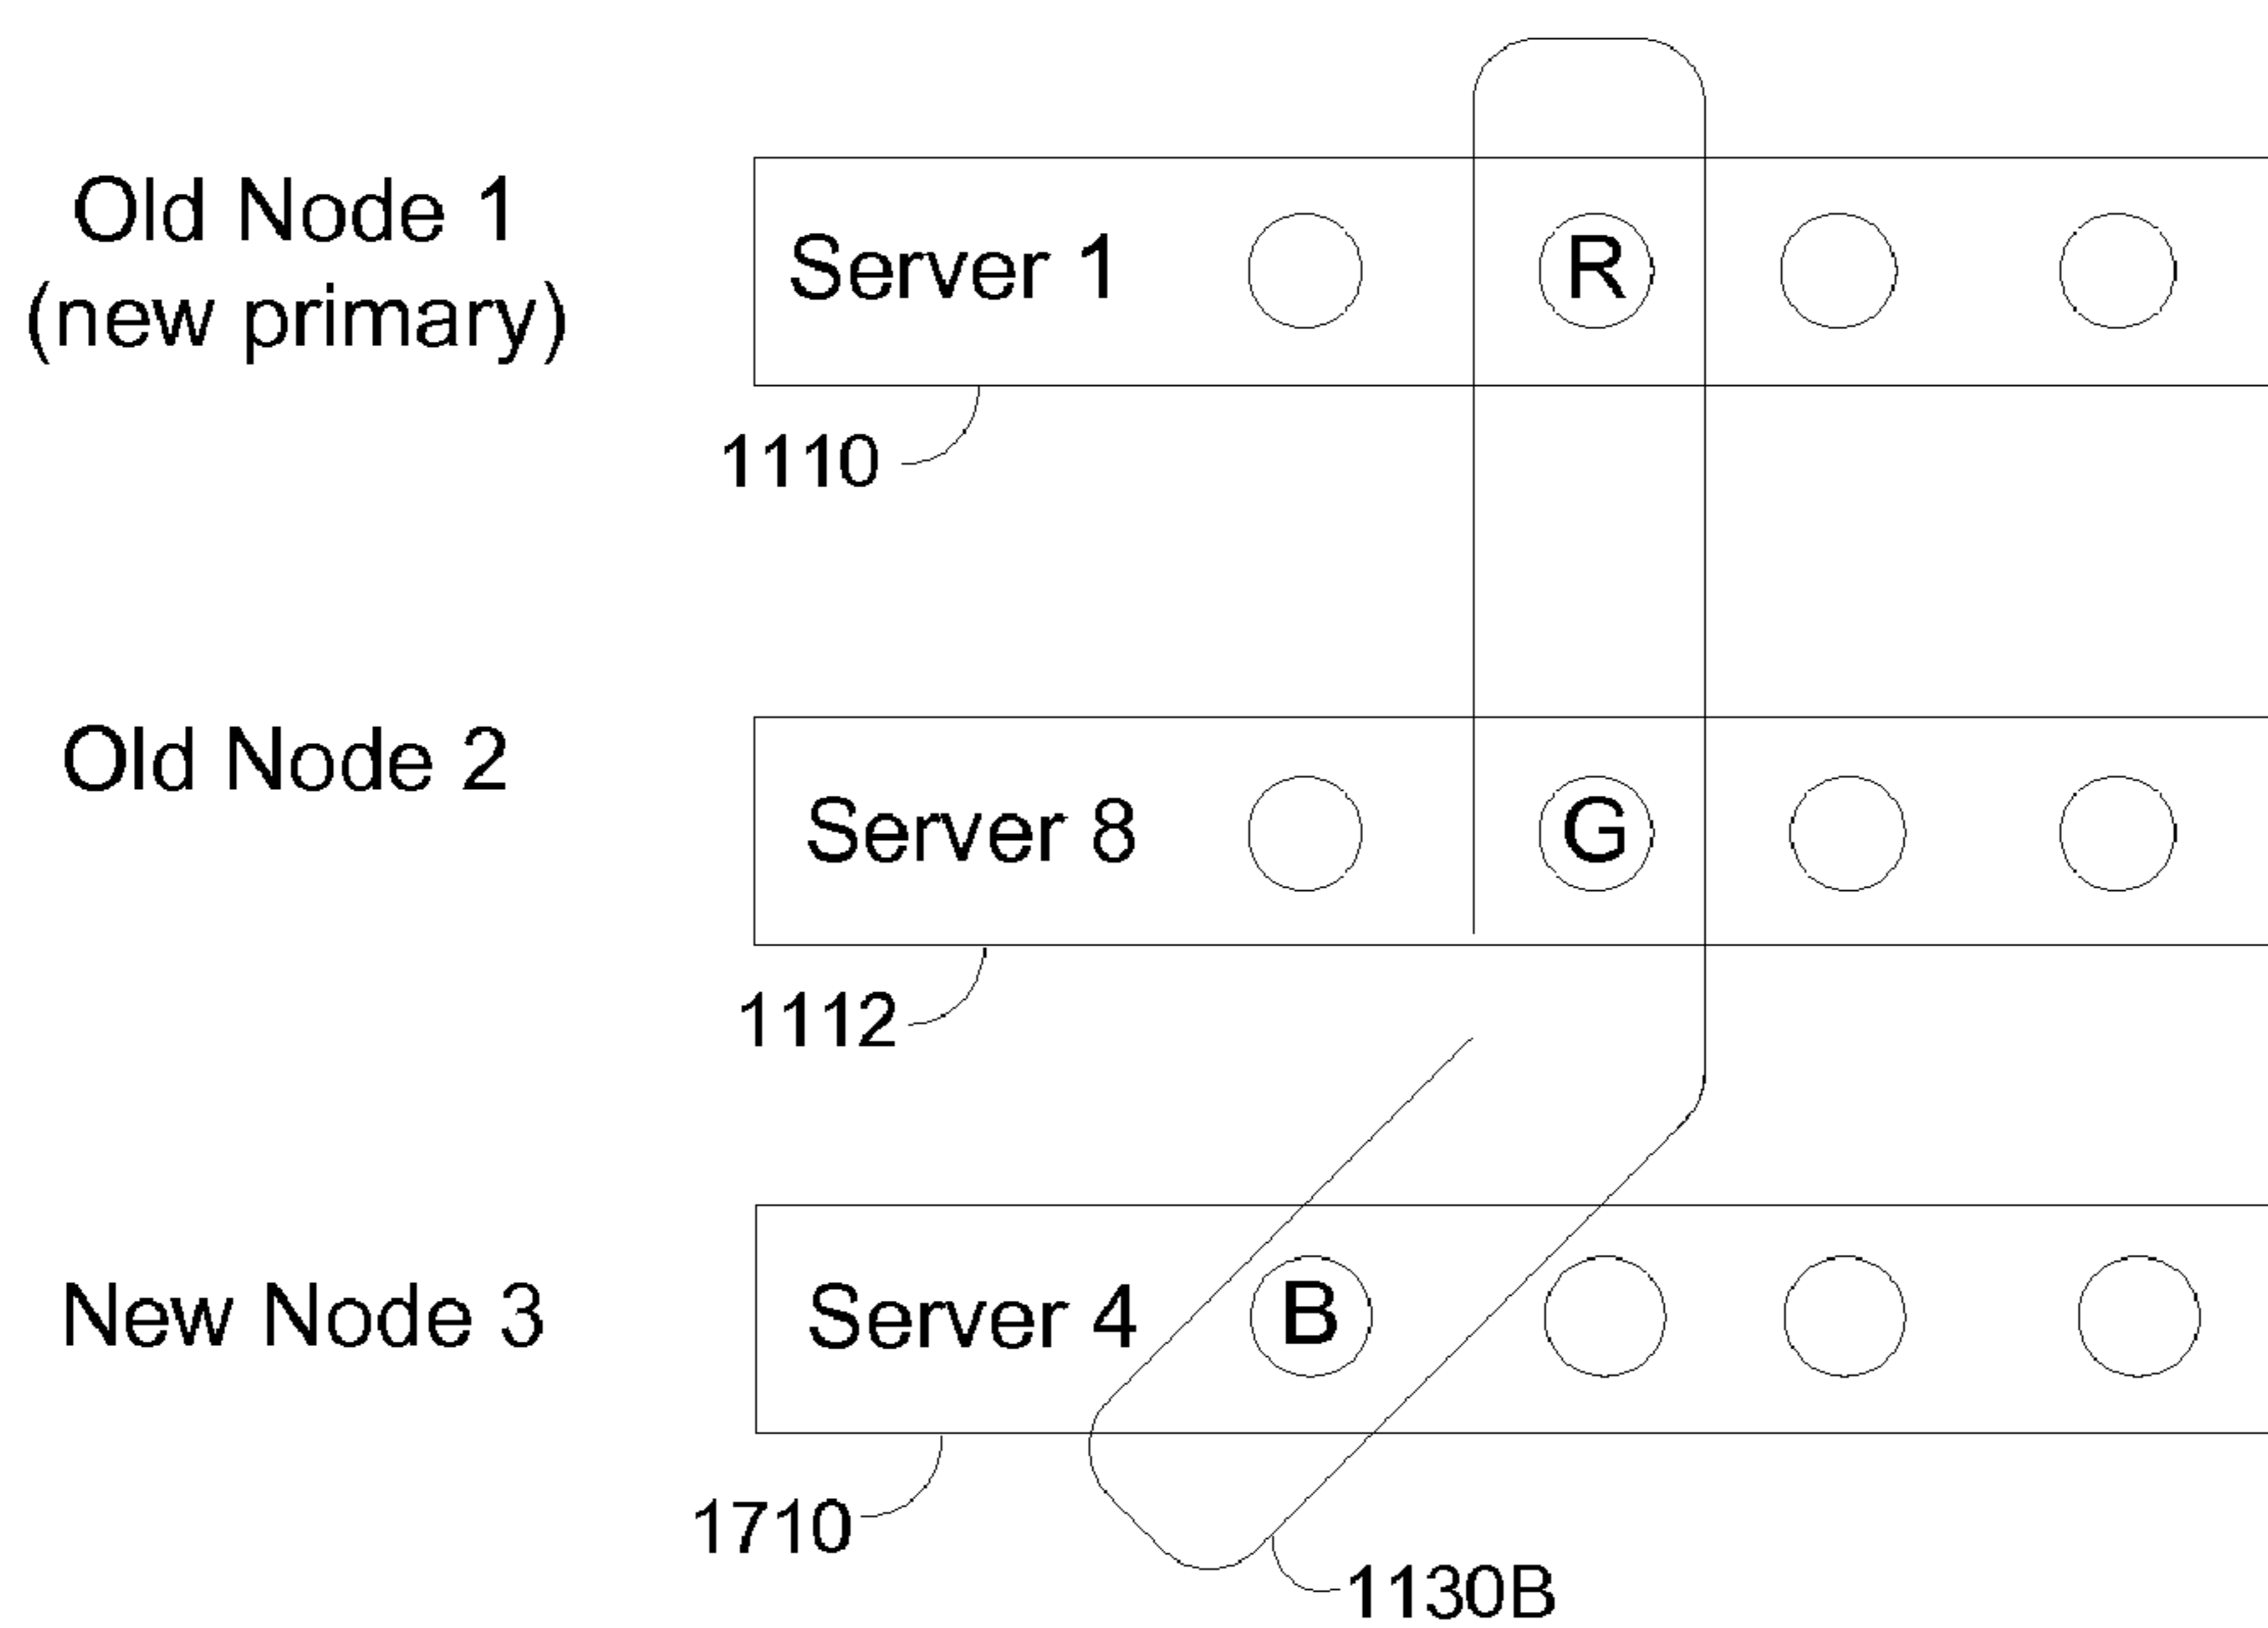 Old Node 1
(new primary)
Server 1
R
1110
Old Node 2
Server 8
G
1112
New Node 3
Server 4
B
1710
1130B